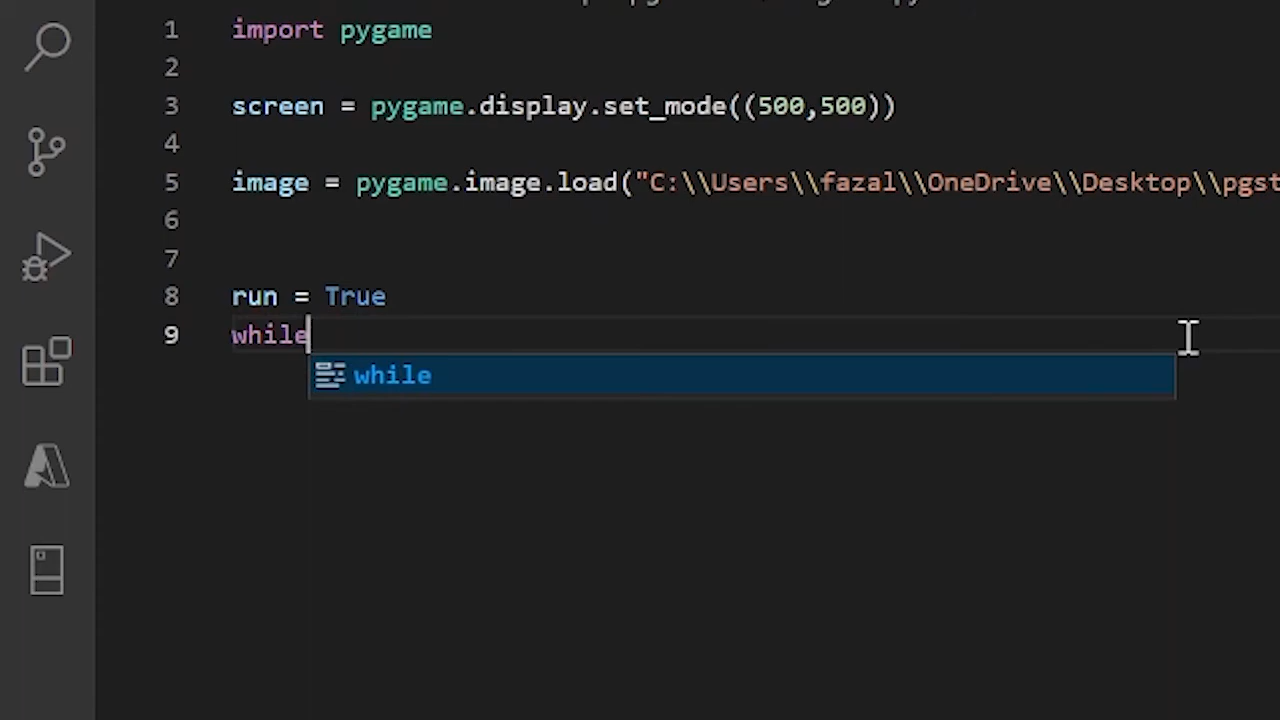 1 import pygame
2
3 screen = pygame.display.set_mode((500,500))
4
5 image = pygame.image.load("C:\\Users\\fazal\\OneDrive\\Desktop\\pgst
6
7
8 run = True
9 while
while